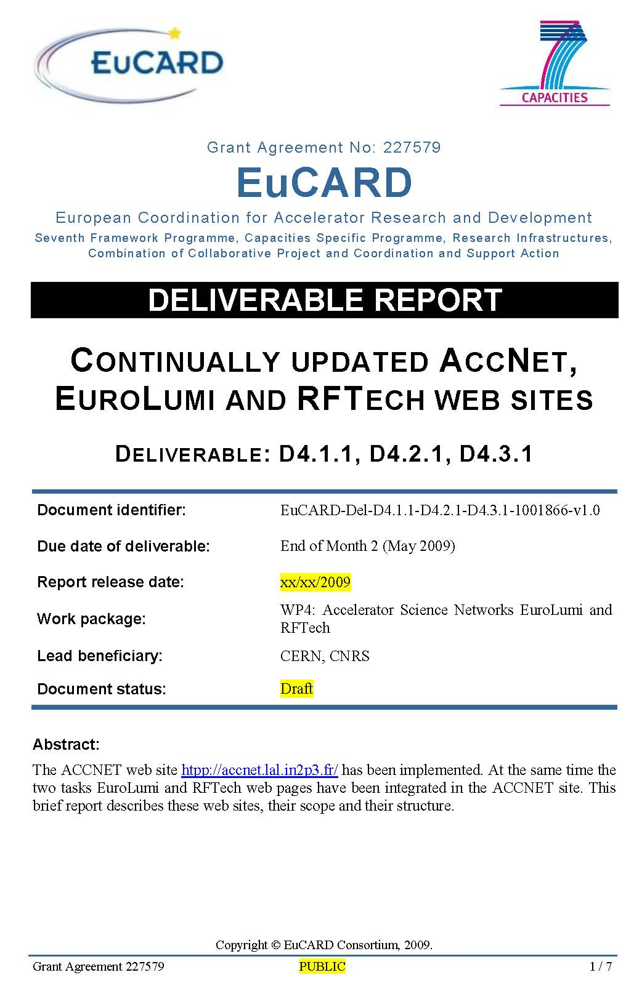 EuCARD
CAPACITIES
Grant Agreement No: 227579
EuCARD
European Coordination for Accelerator Research and Development
Seventh Framework Programme, Capacities Specific Programme, Research Infrastructures,
Combination of Collaborative Project and Coordination and Support Action
DELIVERABLE REPORT
CONTINUALLY UPDATED ACCNET,
EUROLUMI AND RFTECH WEB SITES
DELIVERABLE: D4.1.1, D4.2.1, D4.3.1
Document identifier: EuCARD-Del-D4.1.1-D4.2.1-D4.3.1-1001866-v1.0
Due date of deliverable: End of Month 2 (May 2009)
Report release date: xx/xx/2009
Work package: WP4: Accelerator Science Networks EuroLumi and
RFTech
Lead beneficiary: CERN, CNRS
Document status: Draft
Abstract:
The ACCNET web site htpp://accnet.lal.in2p3.fr/ has been implemented. At the same time the
two tasks EuroLumi and RFTech web pages have been integrated in the ACCNET site. This
brief report describes these web sites, their scope and their structure.
Copyright © EuCARD Consortium, 2009.
Grant Agreement 227579 PUBLIC 1 / 7